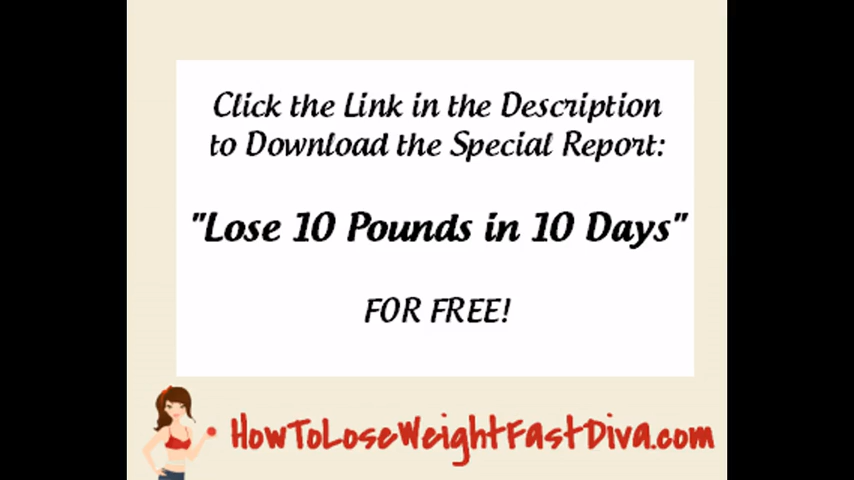 Click the Link in the Description
to Download the Special Report:
"Lose 10 Pounds in 10 Days"
FOR FREE!
HowToLoseWeightFastDiva.com